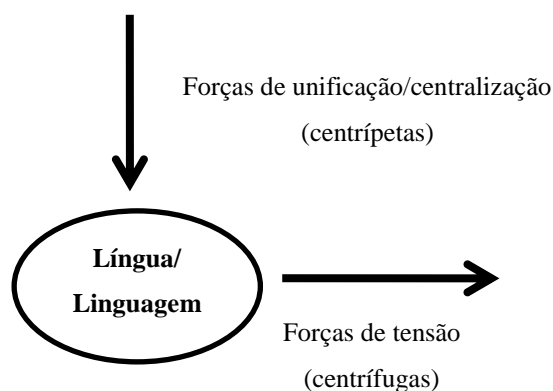 Forças de unificação/centralização
(centrípetas)
Língua/
Linguagem
Forças de tensão
(centrífugas)